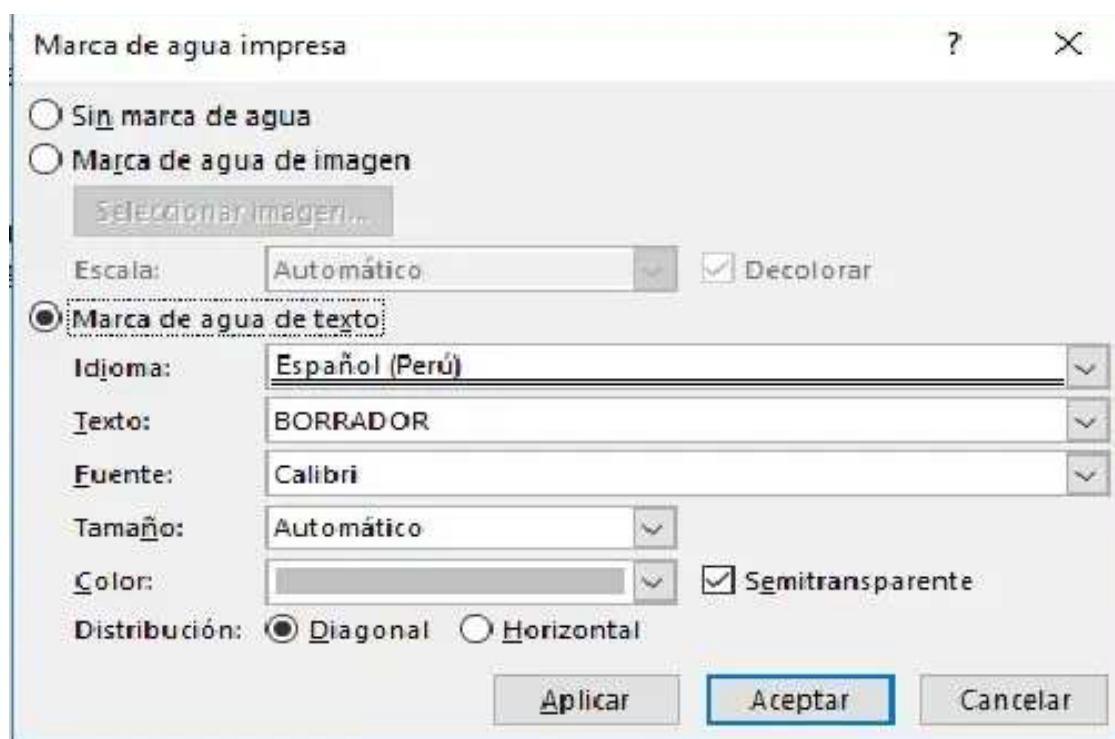 Marca de agua impresa ?
Sin marca de agua
Marca de agua de imagen
Seleccionar imagen...
Escala: Automático Decolorar
Marca de agua de texto
Idioma: Español (Perú)
Texto: BORRADOR
Fuente: Calibri
Tamaño: Automático
Color: Semitransparente
Distribución: Diagonal Horizontal
Aplicar Aceptar Cancelar